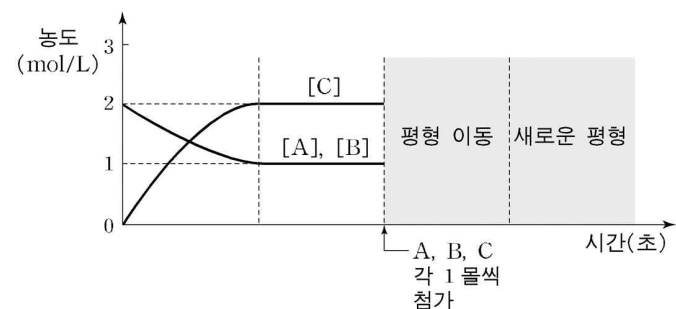 농도
(mol/L)
3
2
1
0
[C]
[A], [B]
평형 이동
새로운 평형
시간(초)
A, B, C
각 1 몰씩
첨가